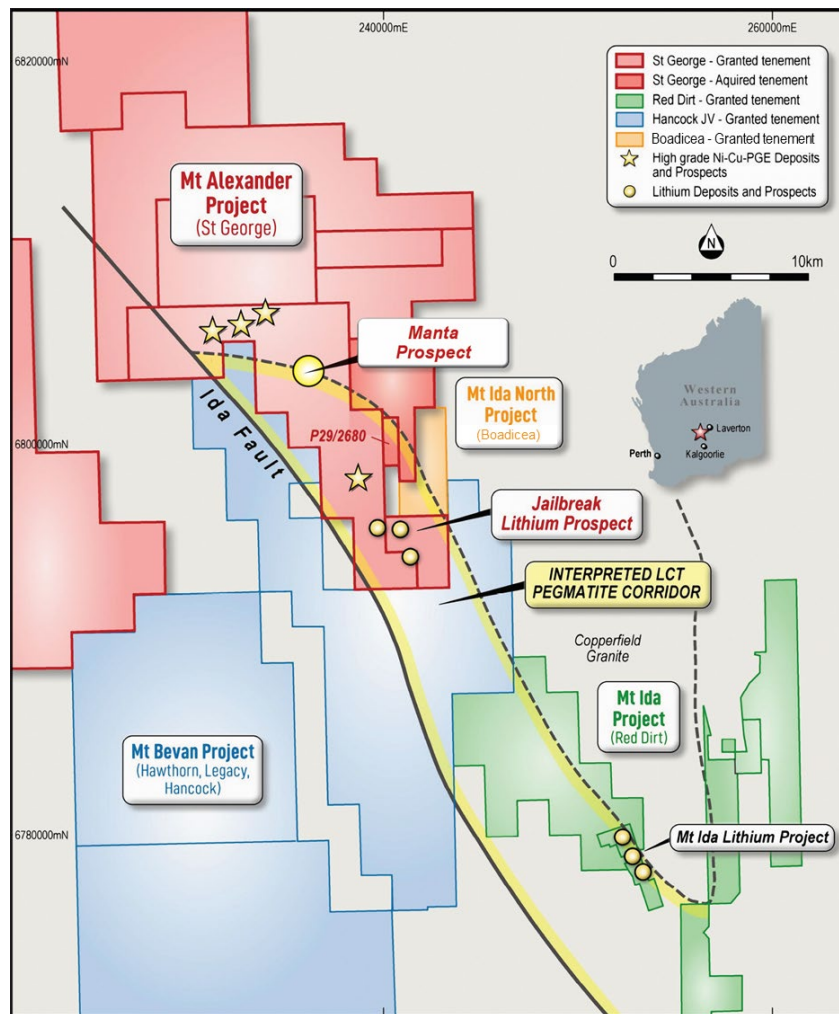 240000mE
260000mE
6820000mN
St George - Granted tenement
St George - Aquired tenement
Red Dirt - Granted tenement
Hancock JV - Granted tenement
Boadicea - Granted tenement
High grade Ni-Cu-PGE Deposits
and Prospects
Lithium Deposits and Prospects
Mt Alexander
Project
(St George)
N
0
10km
Manta
Prospect
Western
Australia
Laverton
Kalgoorlie
Perth
Ida Fault
Mt Ida North
Project
(Boadicea)
P29/2680
6800000mN
Jailbreak
Lithium Prospect
INTERPRETED LCT
PEGMATITE CORRIDOR
Copperfield
Granite
Mt Ida
Project
(Red Dirt)
Mt Bevan Project
(Hawthorn, Legacy,
Hancock)
6780000mN
Mt Ida Lithium Project